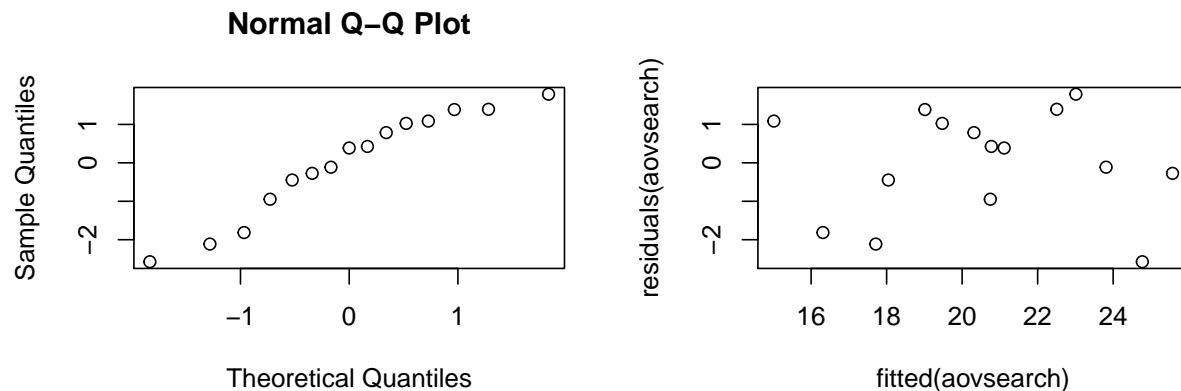 Normal Q−Q Plot
Sample Quantiles
1
0
−2
−1
0
1
Theoretical Quantiles
residuals(aovsearch)
1
0
−2
16
18
20
22
24
fitted(aovsearch)